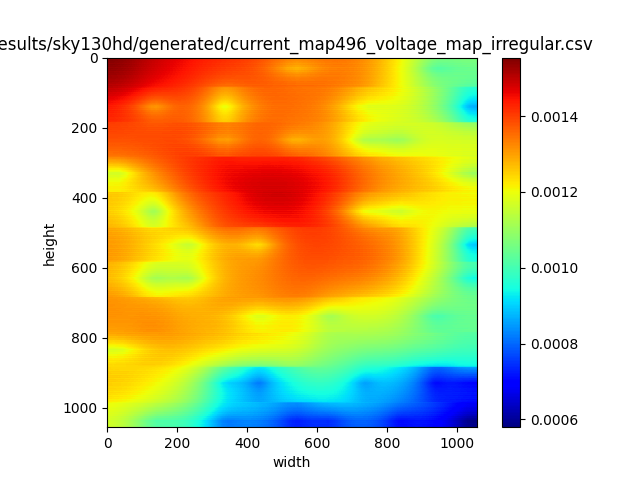 esults/sky130hd/generated/current_map496_voltage_map_irregular.csv
0
200
400
600
800
1000
height
0 200 400 600 800 1000
width
0.0014
0.0012
0.0010
0.0008
0.0006